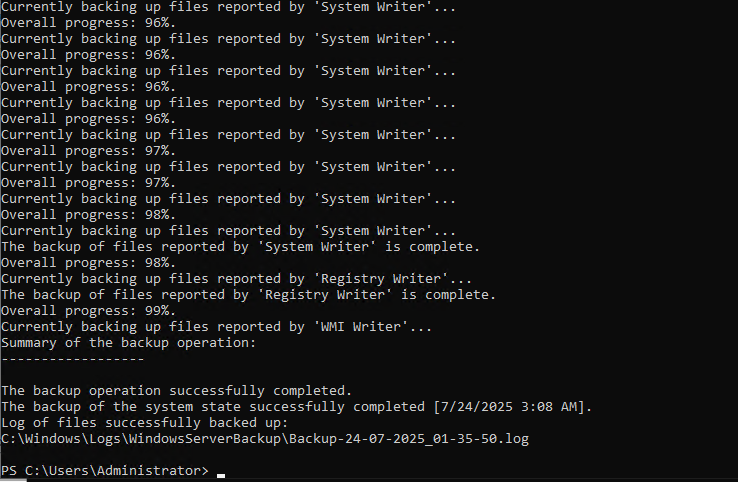 Currently backing up files reported by 'System Writer'...
Overall progress: 96%.
Currently backing up files reported by 'System Writer'...
Overall progress: 96%.
Currently backing up files reported by 'System Writer'...
Overall progress: 96%.
Currently backing up files reported by 'System Writer'...
Overall progress: 96%.
Currently backing up files reported by 'System Writer'...
Overall progress: 97%.
Currently backing up files reported by 'System Writer'...
Overall progress: 97%.
Currently backing up files reported by 'System Writer'...
Overall progress: 98%.
Currently backing up files reported by 'System Writer'...
The backup of files reported by 'System Writer' is complete.
Overall progress: 98%.
Currently backing up files reported by 'Registry Writer'...
The backup of files reported by 'Registry Writer' is complete.
Overall progress: 99%.
Currently backing up files reported by 'WMI Writer'...
Summary of the backup operation:
------------------
The backup operation successfully completed.
The backup of the system state successfully completed [7/24/2025 3:08 AM].
Log of files successfully backed up:
C:\Windows\Logs\WindowsServerBackup\Backup-24-07-2025_01-35-50.log
PS C:\Users\Administrator>